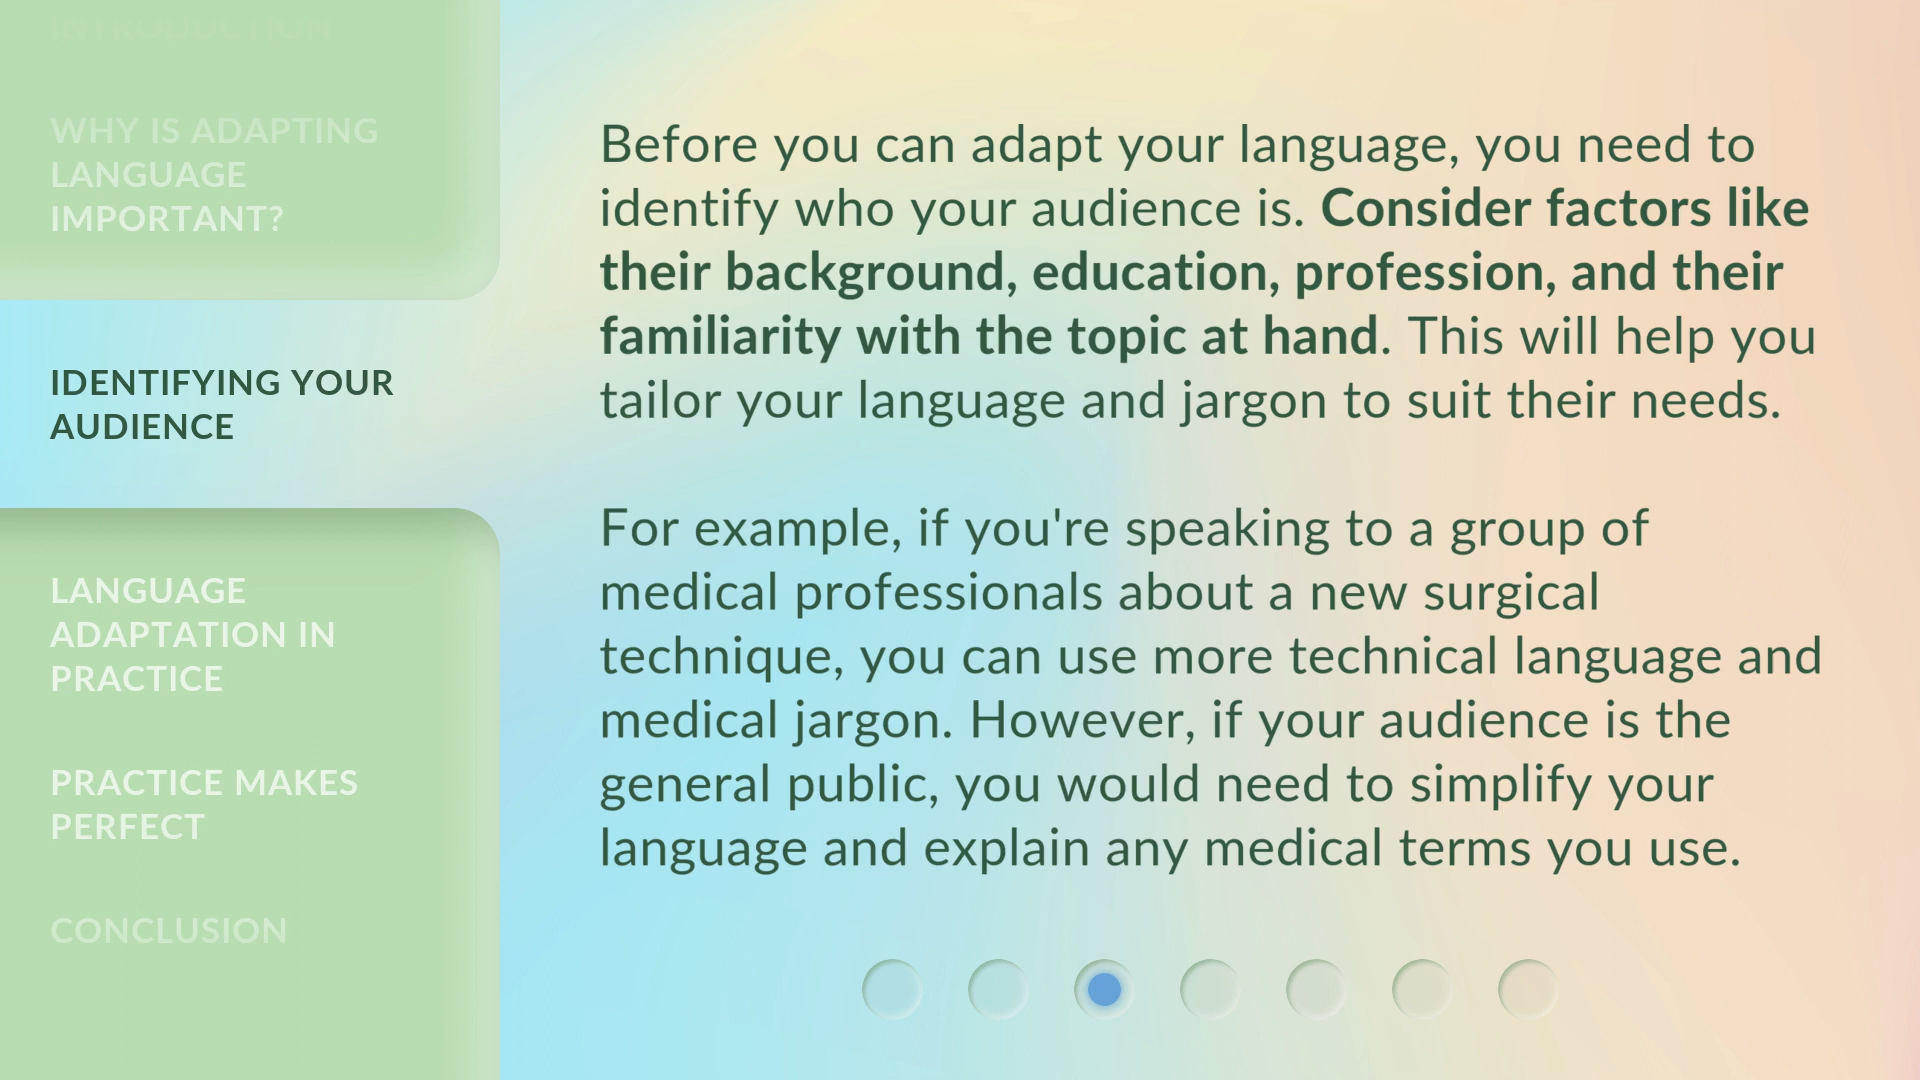 INTRODUCTION
WHY IS ADAPTING
LANGUAGE
IMPORTANT?
IDENTIFYING YOUR
AUDIENCE
LANGUAGE
ADAPTATION IN
PRACTICE
PRACTICE MAKES
PERFECT
CONCLUSION
Before you can adapt your language, you need to
identify who your audience is. Consider factors like
their background, education, profession, and their
familiarity with the topic at hand. This will help you
tailor your language and jargon to suit their needs.
For example, if you're speaking to a group of
medical professionals about a new surgical
technique, you can use more technical language and
medical jargon. However, if your audience is the
general public, you would need to simplify your
language and explain any medical terms you use.